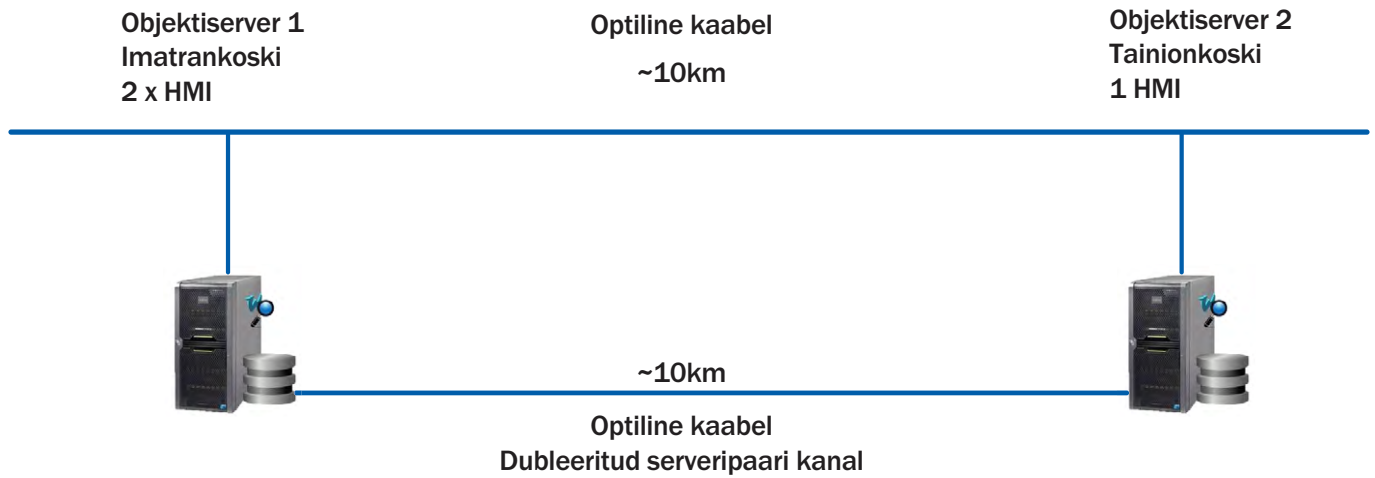 Objektiserver 1
Imatrankoski
2 x HMI
Optiline kaabel
~10km
Objektiserver 2
Tainionkoski
1 HMI
~10km
Optiline kaabel
Dubleeritud serveripaari kanal